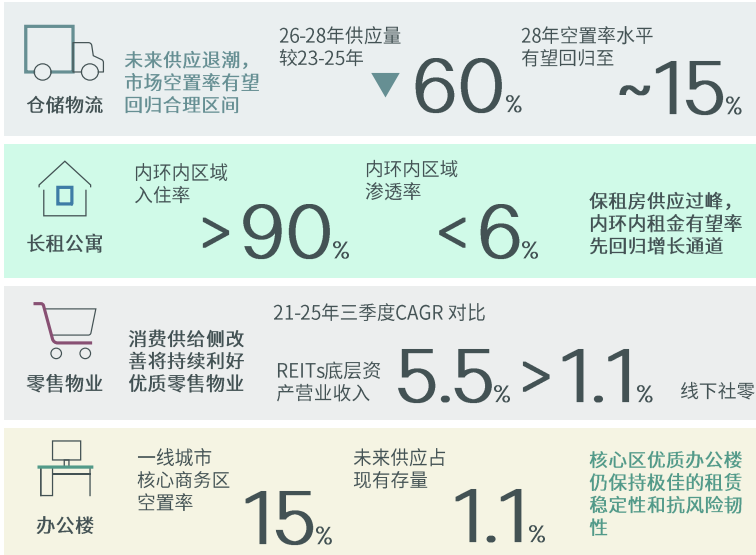 仓储物流
未来供应退潮，
市场空置率有望
回归合理区间
26-28年供应量
较23-25年
60%
28年空置率水平
有望回归至
~15%
长租公寓
内环内区域
入住率
>90%
内环内区域
渗透率
<6%
保租房供应过峰，
内环内租金有望率
先回归增长通道
零售物业
消费供给侧改
善将持续利好
优质零售物业
21-25年三季度CAGR 对比
REITs底层资
产营业收入
5.5%>1.1%
线下社零
办公楼
一线城市
核心商务区
空置率
15%
未来供应占
现有存量
1.1%
核心区优质办公楼
仍保持极佳的租赁
稳定性和抗风险韧
性